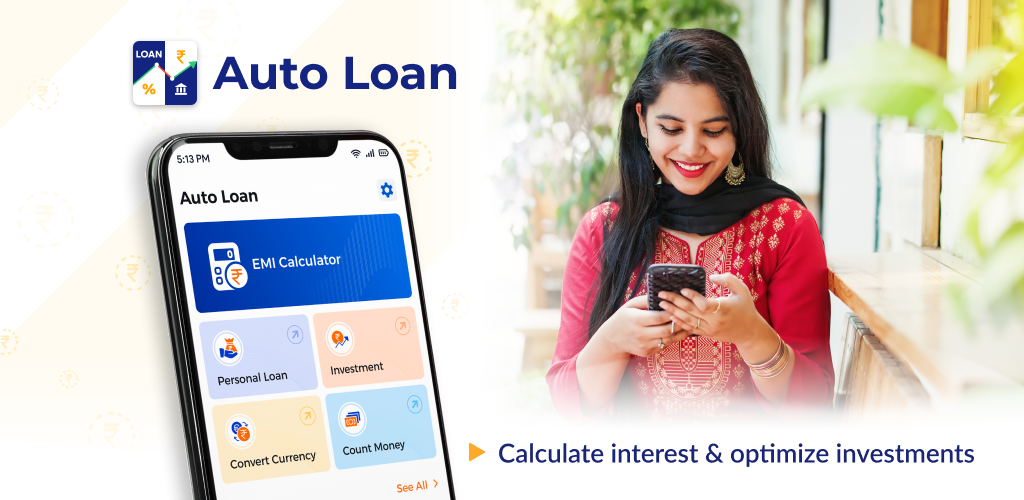 LOAN
₹
%
Auto Loan
5:13 PM
Auto Loan
₹
EMI Calculator
Personal Loan
Investment
Convert Currency
Count Money
See All
Calculate interest & optimize investments